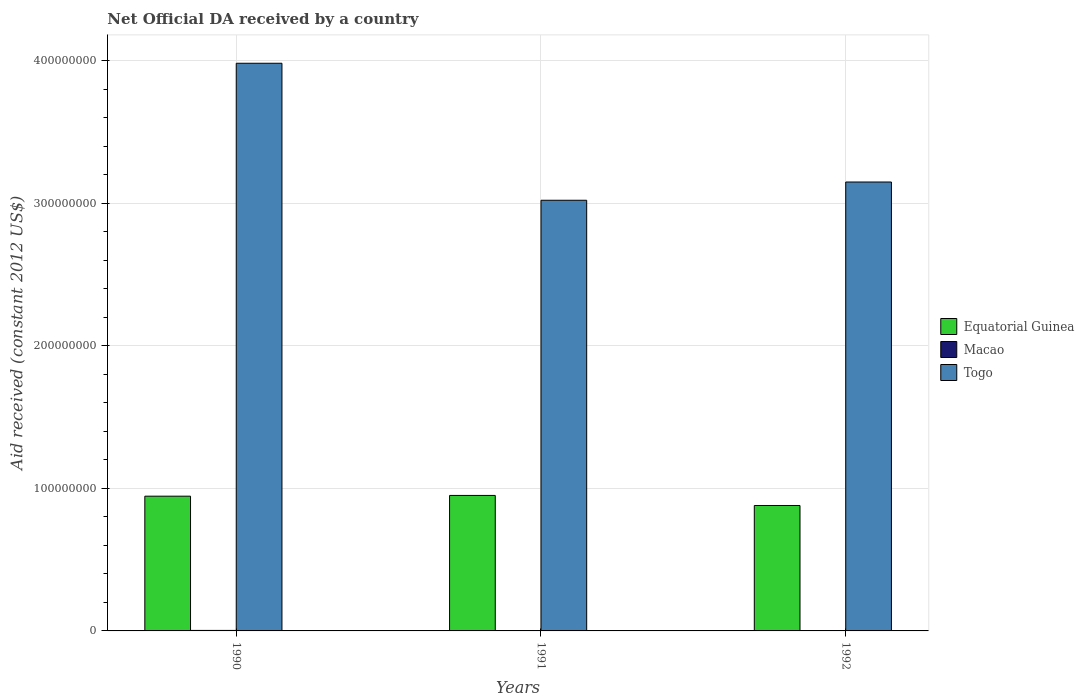 Net Official DA received by a country
Aid received (constant 2012 US$)
400000000
300000000
200000000
100000000
0
1990
1991
1992
Years
Equatorial Guinea
Macao
Togo